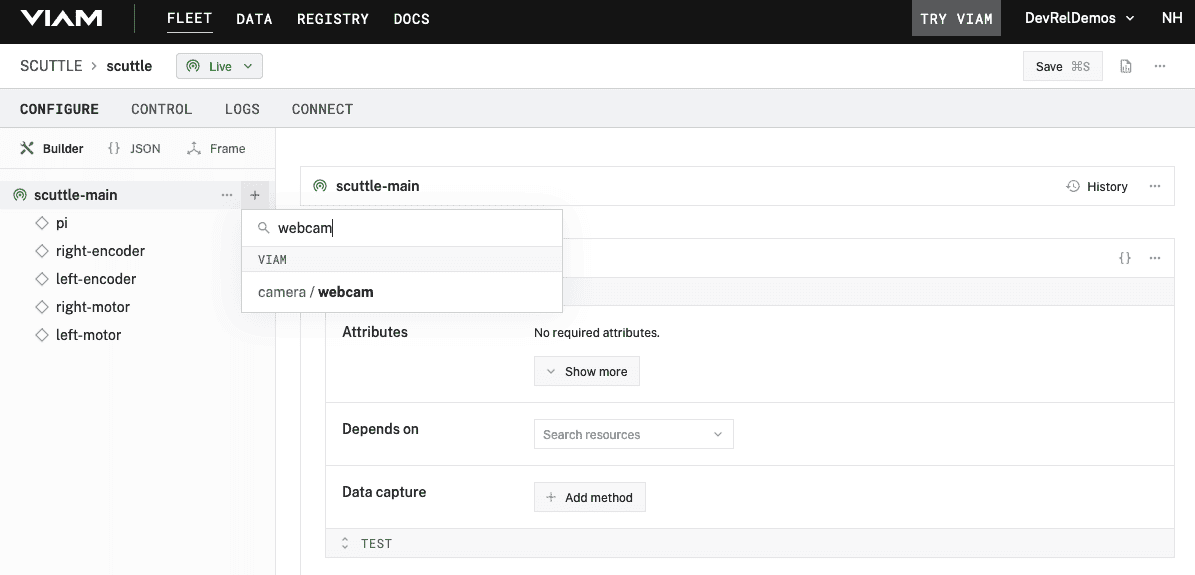 VIAM FLEET DATA REGISTRY DOCS TRY VIAM DevRelDemos NH
SCUTTLE > scuttle Live Save ⌘S
CONFIGURE CONTROL LOGS CONNECT
Builder {} JSON Frame
scuttle-main ... +
pi
right-encoder
left-encoder
right-motor
left-motor
webcam
VIAM
camera / webcam
scuttle-main History ...
{} ...
Attributes No required attributes.
Show more
Depends on Search resources
Data capture + Add method
TEST